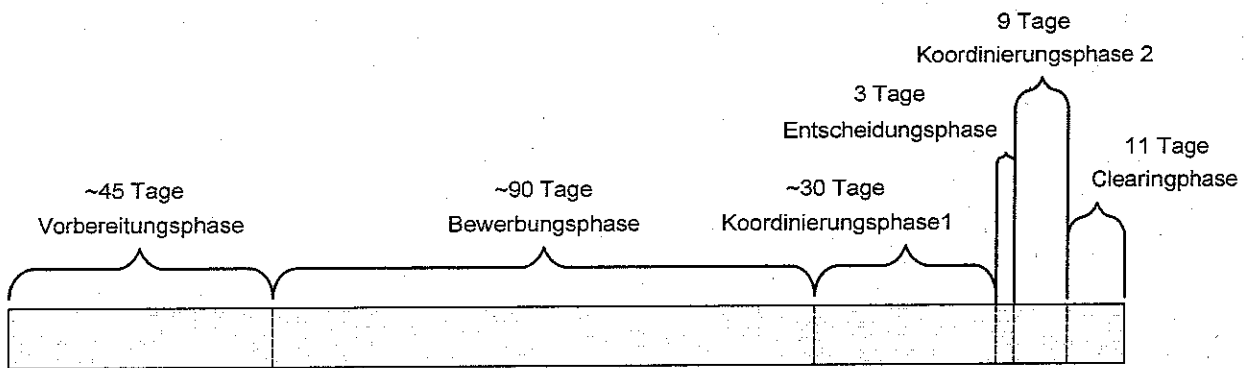 ~45 Tage
Vorbereitungsphase
~90 Tage
Bewerbungsphase
~30 Tage
Koordinierungsphase1
3 Tage
Entscheidungsphase
9 Tage
Koordinierungsphase 2
11 Tage
Clearingphase